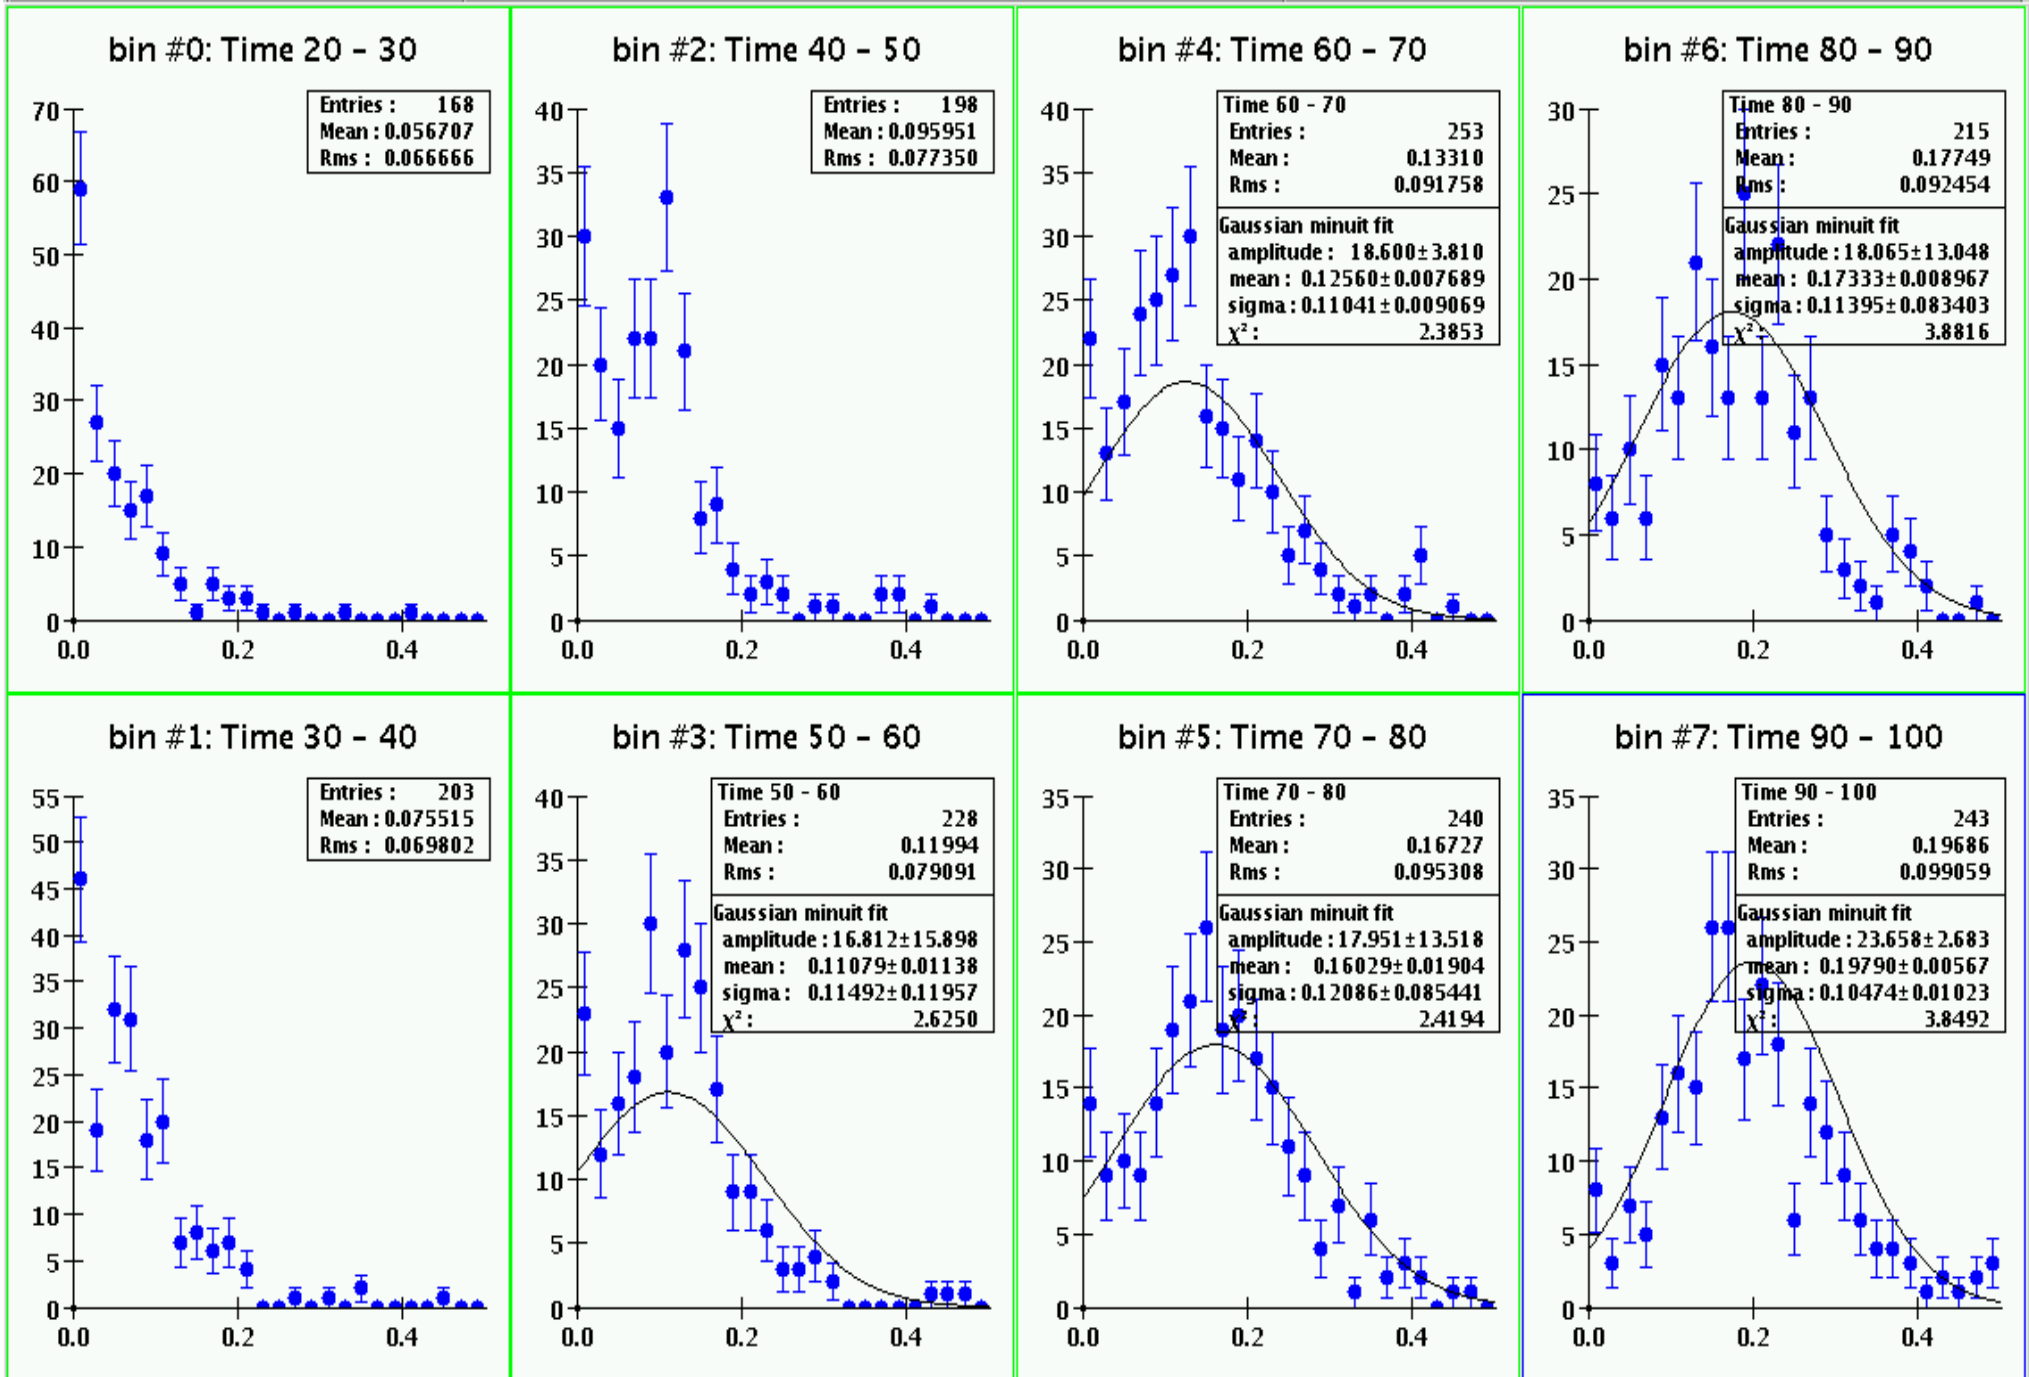 bin #0: Time 20 – 30
Entries : 168
Mean : 0.056707
Rms : 0.066666
70
60
50
40
30
20
10
0
0.0 0.2 0.4
bin #2: Time 40 – 50
Entries : 198
Mean : 0.095951
Rms : 0.077350
40
35
30
25
20
15
10
5
0
0.0 0.2 0.4
bin #4: Time 60 – 70
Time 60 - 70
Entries : 253
Mean : 0.13310
Rms : 0.091758
Gaussian minuit fit
amplitude : 18.600±3.810
mean : 0.12560±0.007689
sigma : 0.11041±0.009069
χ² : 2.3853
40
35
30
25
20
15
10
5
0
0.0 0.2 0.4
bin #6: Time 80 – 90
Time 80 - 90
Entries : 215
Mean : 0.17749
Rms : 0.092454
Gaussian minuit fit
amplitude : 18.065±13.048
mean : 0.17333±0.008967
sigma : 0.11395±0.083403
χ² : 3.8816
30
25
20
15
10
5
0
0.0 0.2 0.4
bin #1: Time 30 – 40
Entries : 203
Mean : 0.075515
Rms : 0.069802
55
50
45
40
35
30
25
20
15
10
5
0
0.0 0.2 0.4
bin #3: Time 50 – 60
Time 50 - 60
Entries : 228
Mean : 0.11994
Rms : 0.079091
Gaussian minuit fit
amplitude : 16.812±15.898
mean : 0.11079±0.01138
sigma : 0.11492±0.11957
χ² : 2.6250
40
35
30
25
20
15
10
5
0
0.0 0.2 0.4
bin #5: Time 70 – 80
Time 70 - 80
Entries : 240
Mean : 0.16727
Rms : 0.095308
Gaussian minuit fit
amplitude : 17.951±13.518
mean : 0.16029±0.01904
sigma : 0.12086±0.085441
χ² : 2.4194
35
30
25
20
15
10
5
0
0.0 0.2 0.4
bin #7: Time 90 – 100
Time 90 - 100
Entries : 243
Mean : 0.19686
Rms : 0.099059
Gaussian minuit fit
amplitude : 23.658±2.683
mean : 0.19790±0.00567
sigma : 0.10474±0.01023
χ² : 3.8492
35
30
25
20
15
10
5
0
0.0 0.2 0.4